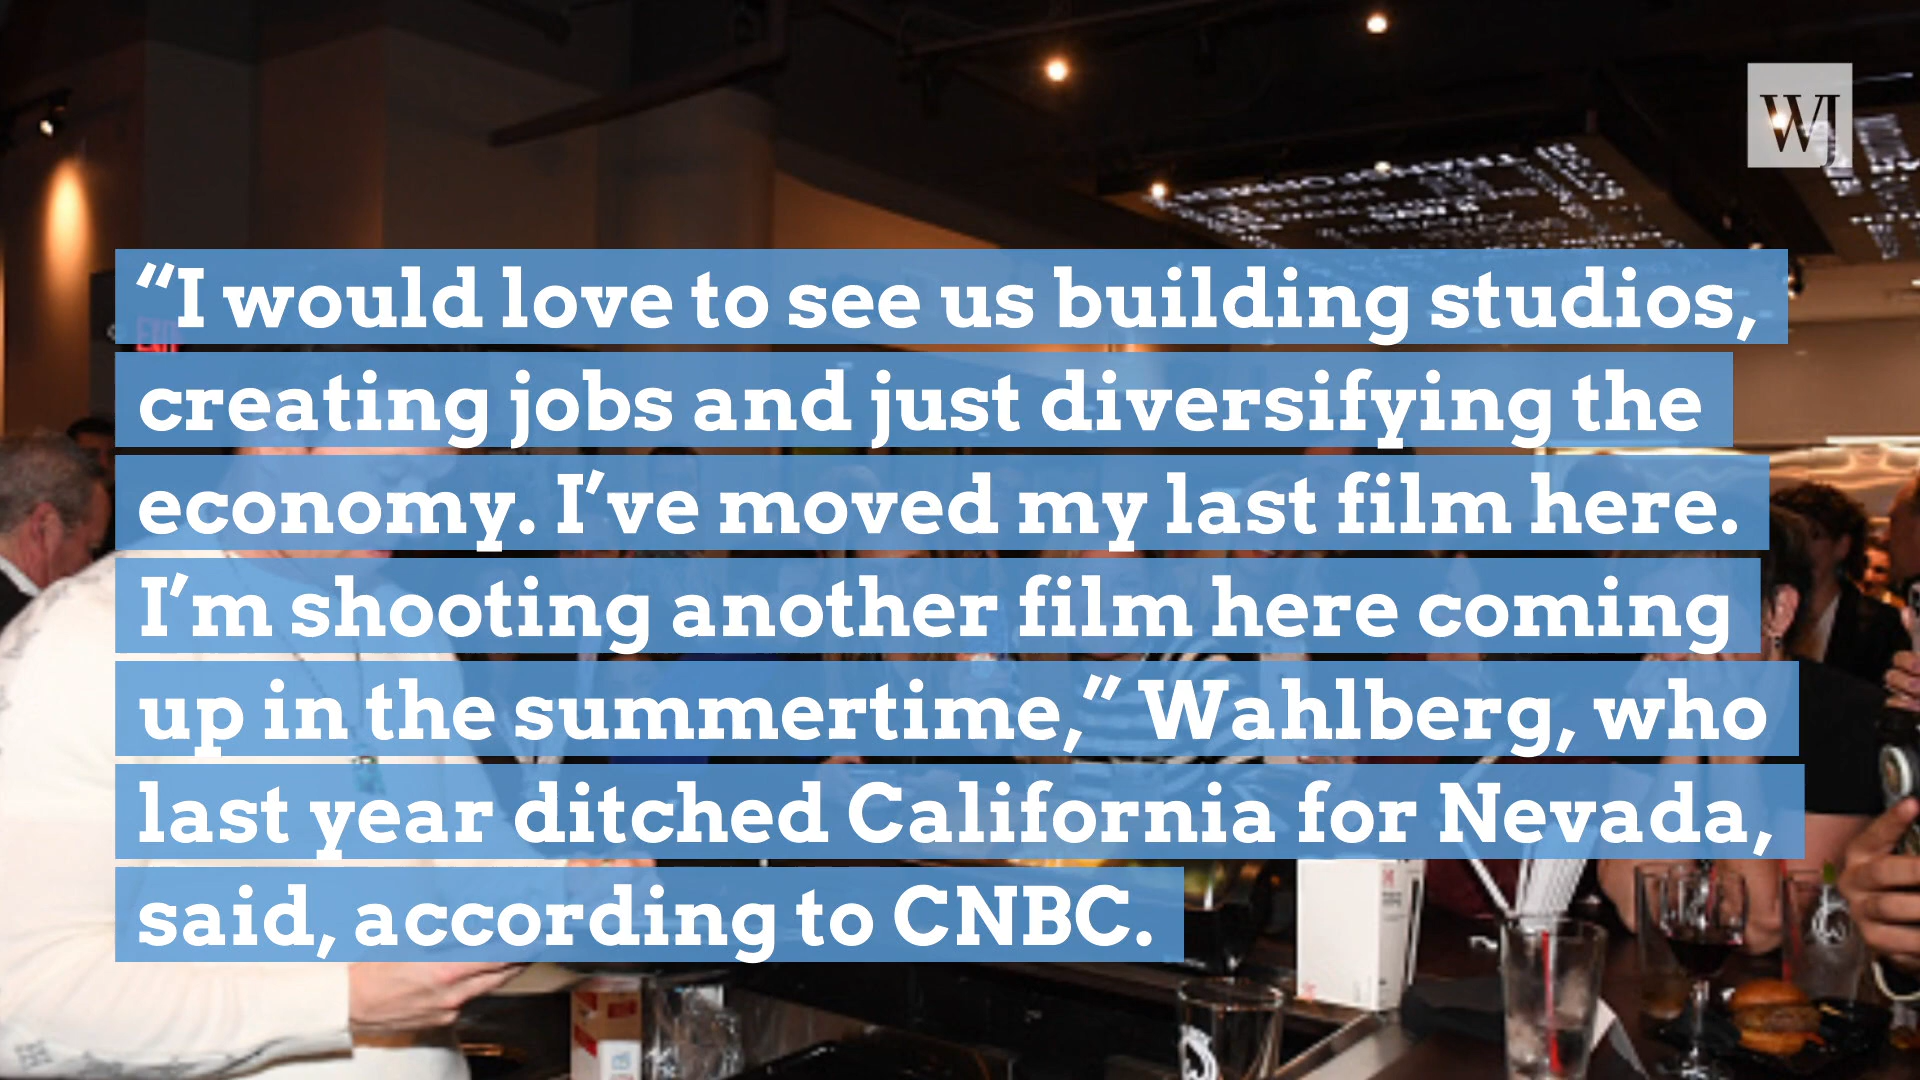 WJ
“I would love to see us building studios,
creating jobs and just diversifying the
economy. I’ve moved my last film here.
I’m shooting another film here coming
up in the summertime,” Wahlberg, who
last year ditched California for Nevada,
said, according to CNBC.